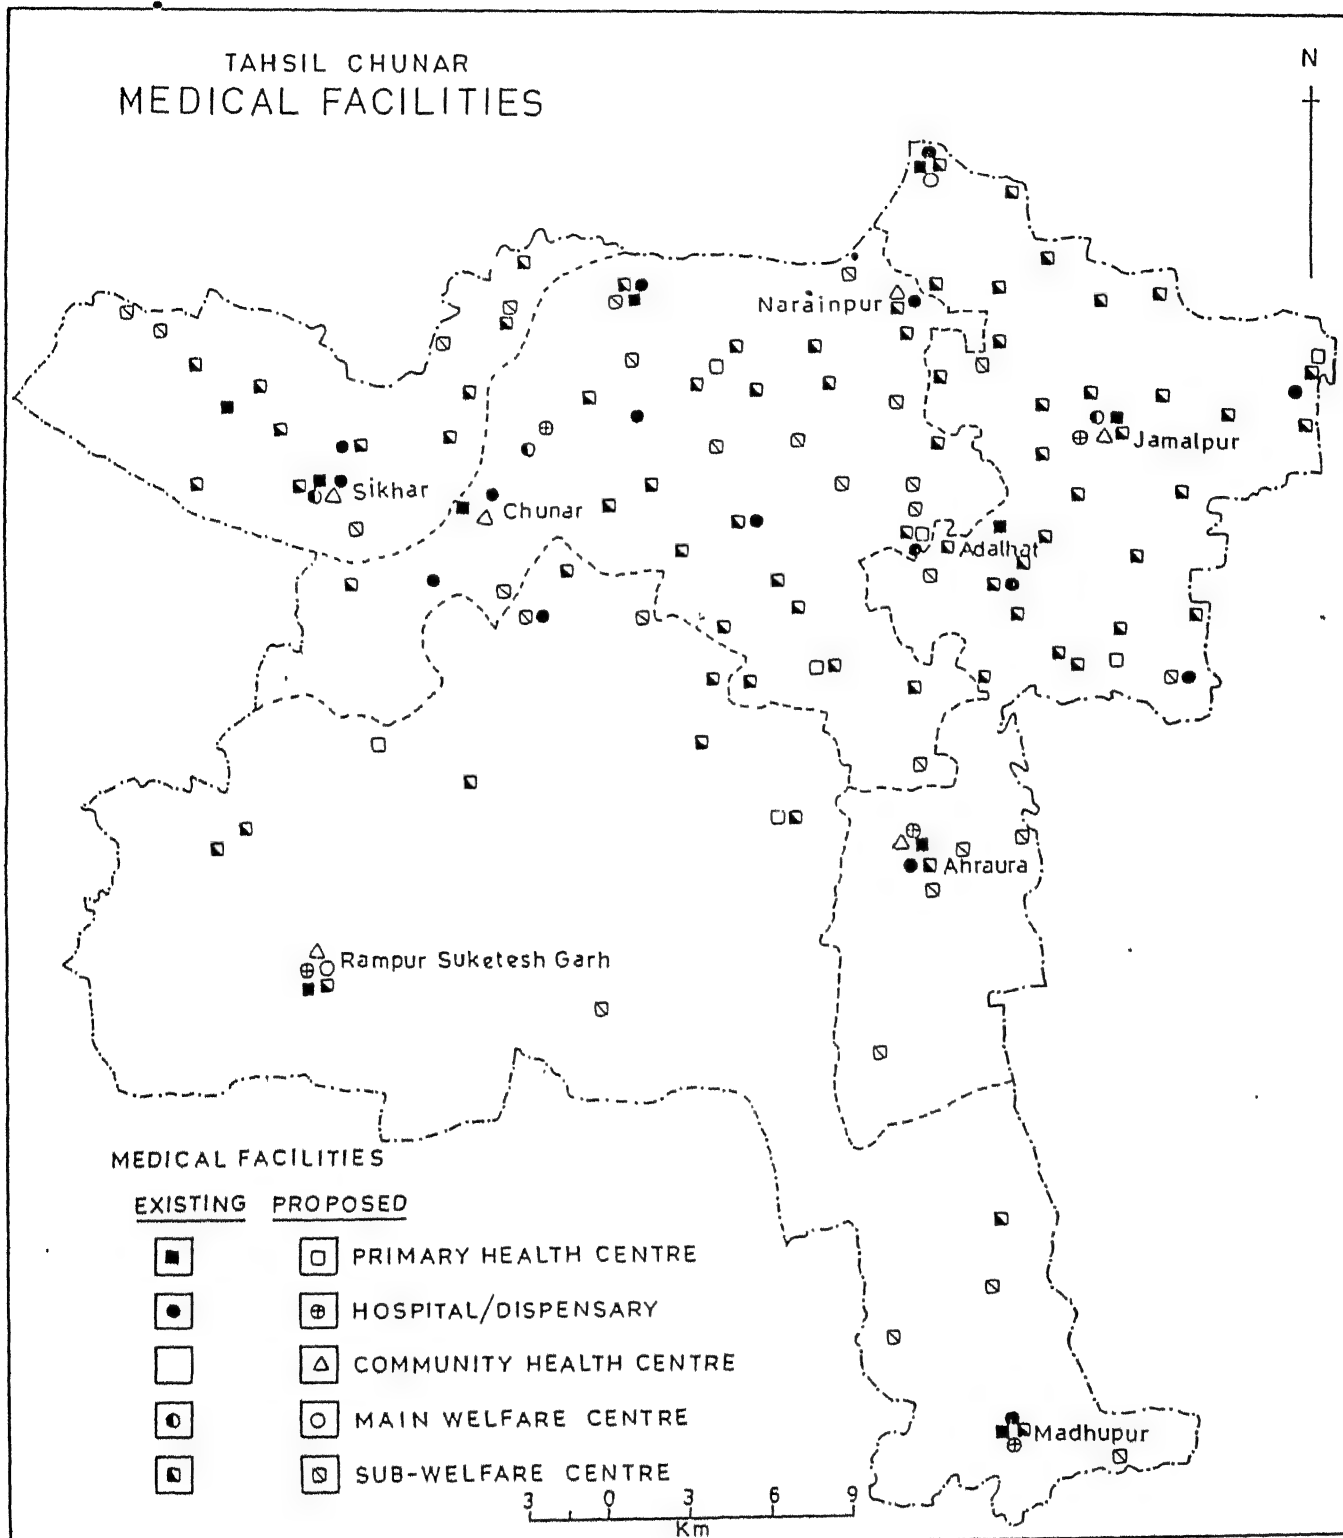 TAHSIL CHUNAR
MEDICAL FACILITIES
N
Narainpur
Jamalpur
Sikhar
Chunar
Adalhat
Ahraura
Rampur Suketesh Garh
MEDICAL FACILITIES
EXISTING PROPOSED
PRIMARY HEALTH CENTRE
HOSPITAL/DISPENSARY
COMMUNITY HEALTH CENTRE
MAIN WELFARE CENTRE
Madhupur
SUB-WELFARE CENTRE
3 0 3 6 9
Km